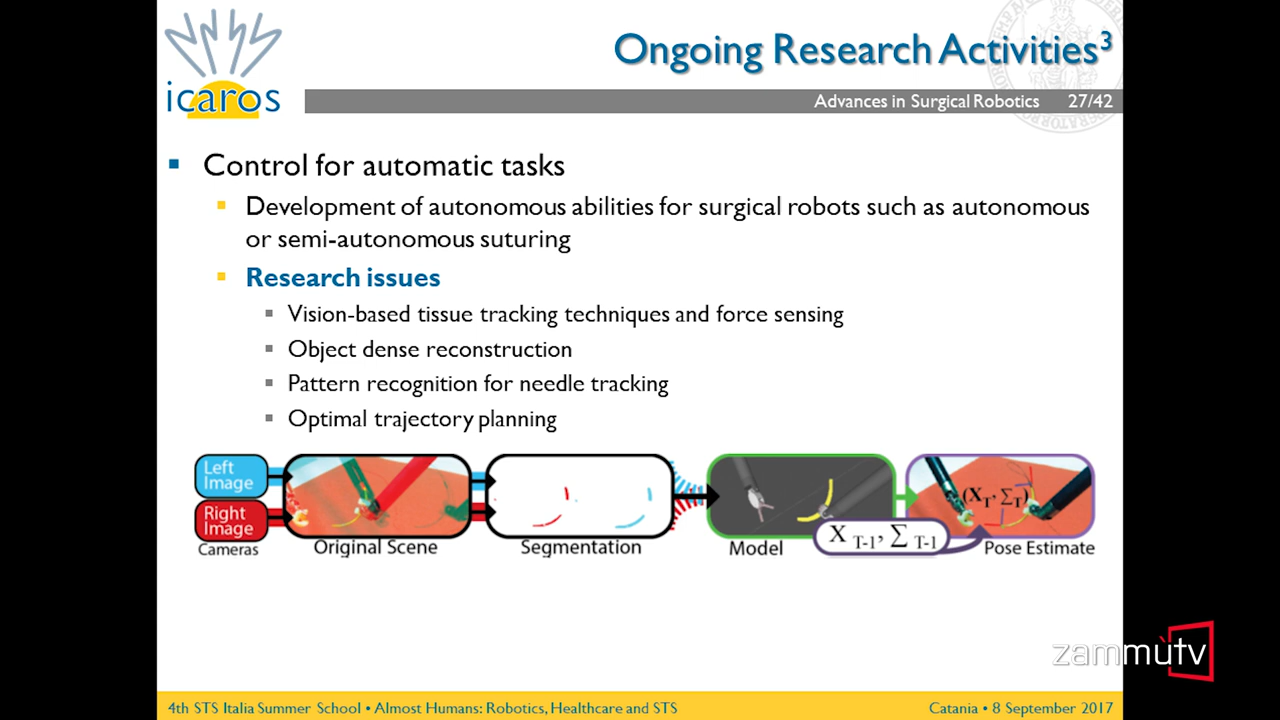 icaros
Ongoing Research Activities³
Advances in Surgical Robotics 27/42
Control for automatic tasks
Development of autonomous abilities for surgical robots such as autonomous
or semi-autonomous suturing
Research issues
Vision-based tissue tracking techniques and force sensing
Object dense reconstruction
Pattern recognition for needle tracking
Optimal trajectory planning
Left
Image
Right
Image
Cameras
Original Scene
Segmentation
Model
X T-1, Σ T-1
(XT, ΣT)
Pose Estimate
zammùtv
4th STS Italia Summer School • Almost Humans: Robotics, Healthcare and STS
Catania • 8 September 2017